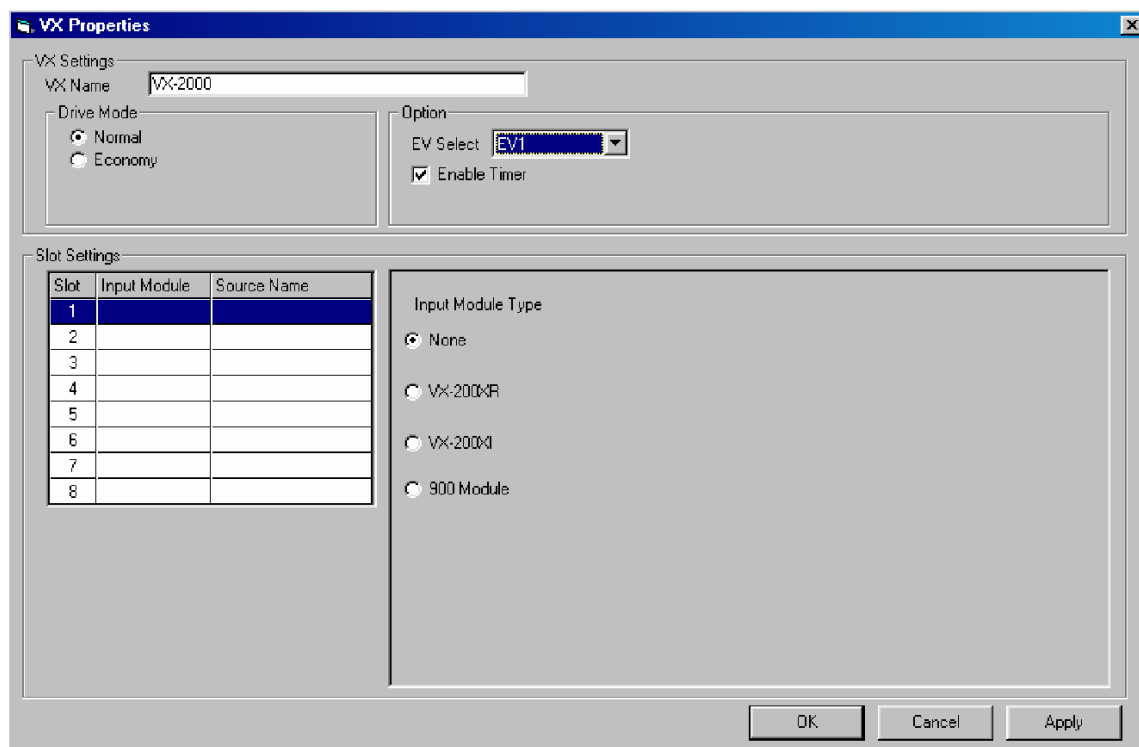 VX Properties
VX Settings
VX Name VX-2000
Drive Mode
Normal
Economy
Option
EV Select EV1
Enable Timer
Slot Settings
Slot Input Module Source Name
1
2
3
4
5
6
7
8
Input Module Type
None
VX-200XR
VX-200XI
900 Module
OK Cancel Apply